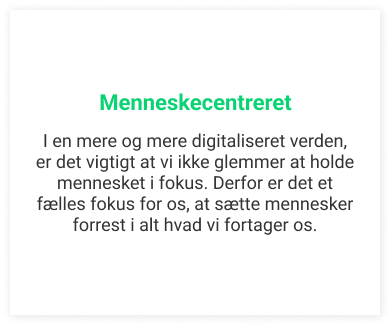 Menneskecentreret
I en mere og mere digitaliseret verden,
er det vigtigt at vi ikke glemmer at holde
mennesket i fokus. Derfor er det et
fælles fokus for os, at sætte mennesker
forrest i alt hvad vi fortager os.